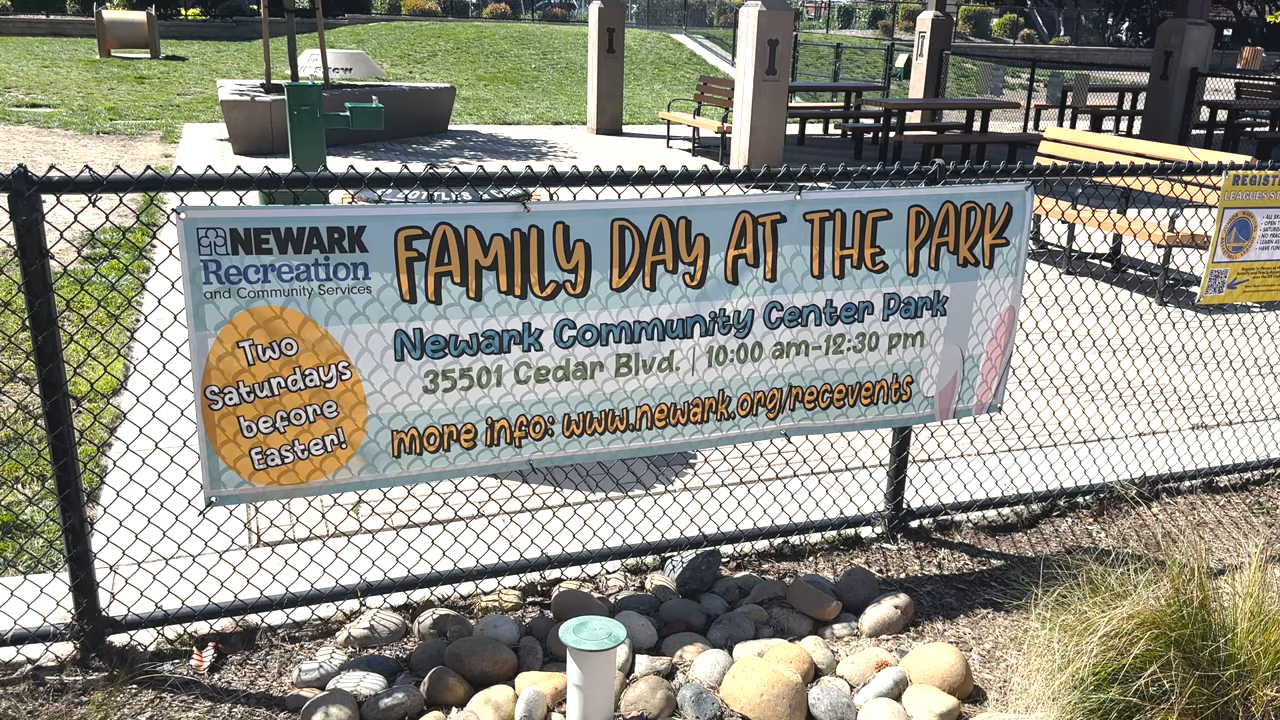 NEWARK
Recreation
and Community Services
FAMILY DAY AT THE PARK
Newark Community Center Park
35501 Cedar Blvd. | 10:00 am-12:30 pm
more info: www.newark.org/recevents
Two
Saturdays
before
Easter!
LEAGUES